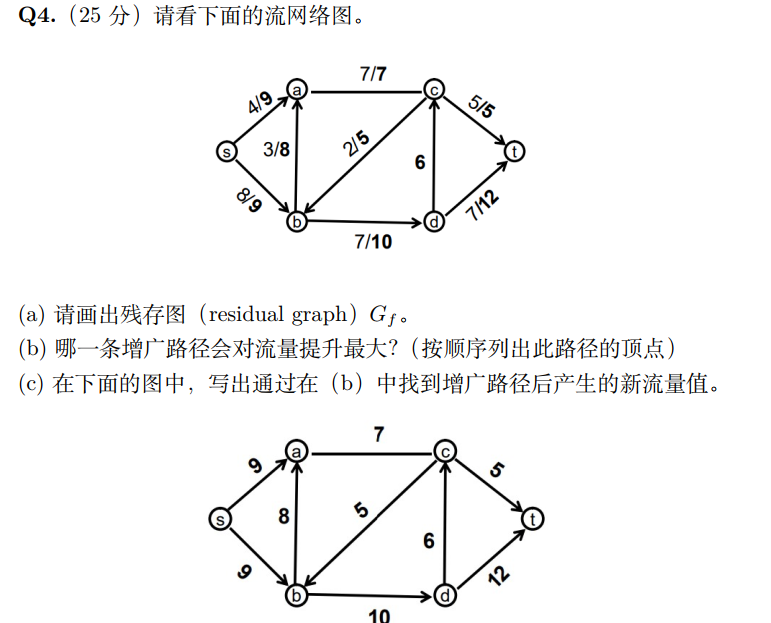 Q4.（25 分）请看下面的流网络图。
7/7
a
c
4/9
5/5
s
3/8
2/5
6
t
8/9
b
d
7/12
7/10
(a) 请画出残存图（residual graph）Gf。
(b) 哪一条增广路径会对流量提升最大？（按顺序列出此路径的顶点）
(c) 在下面的图中，写出通过在（b）中找到增广路径后产生的新流量值。
7
a
c
9
5
s
8
5
6
t
9
b
d
12
10